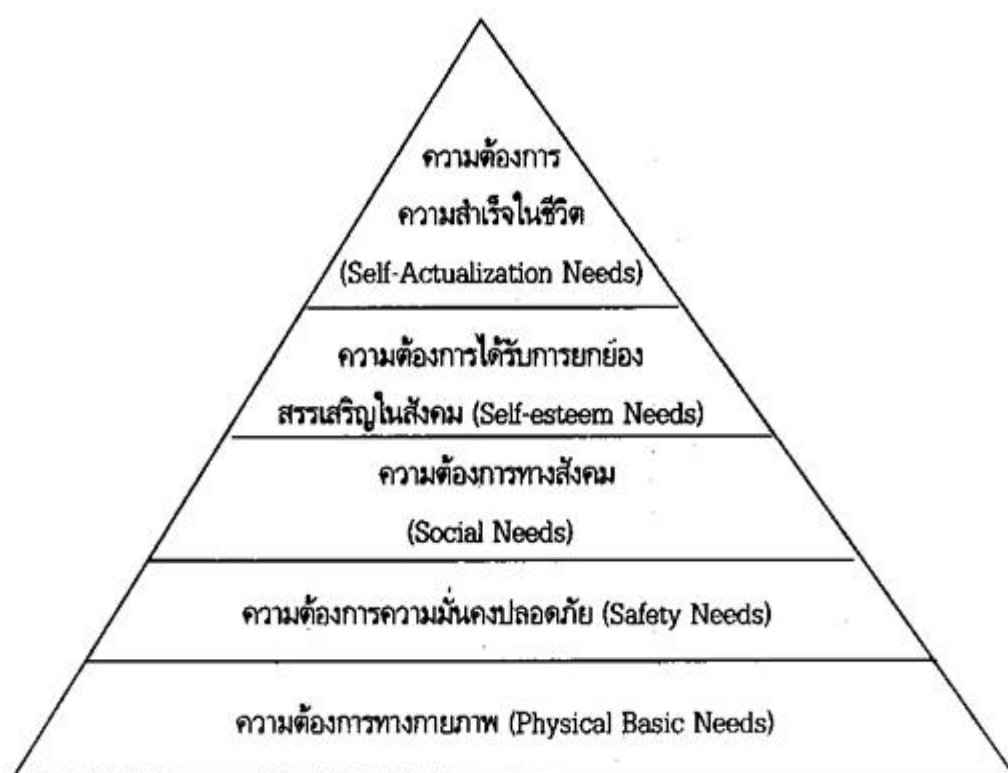 ความต้องการ
ความสำเร็จในชีวิต
(Self-Actualization Needs)
ความต้องการได้รับการยกย่อง
สรรเสริญในสังคม (Self-esteem Needs)
ความต้องการทางสังคม
(Social Needs)
ความต้องการความมั่นคงปลอดภัย (Safety Needs)
ความต้องการทางกายภาพ (Physical Basic Needs)